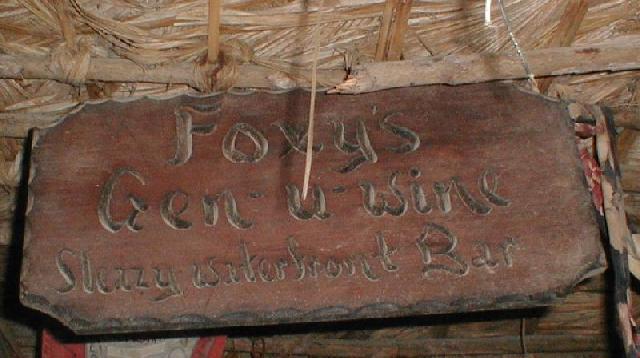 Foxy's
Gen-u-wine
Sleazy waterfront Bar